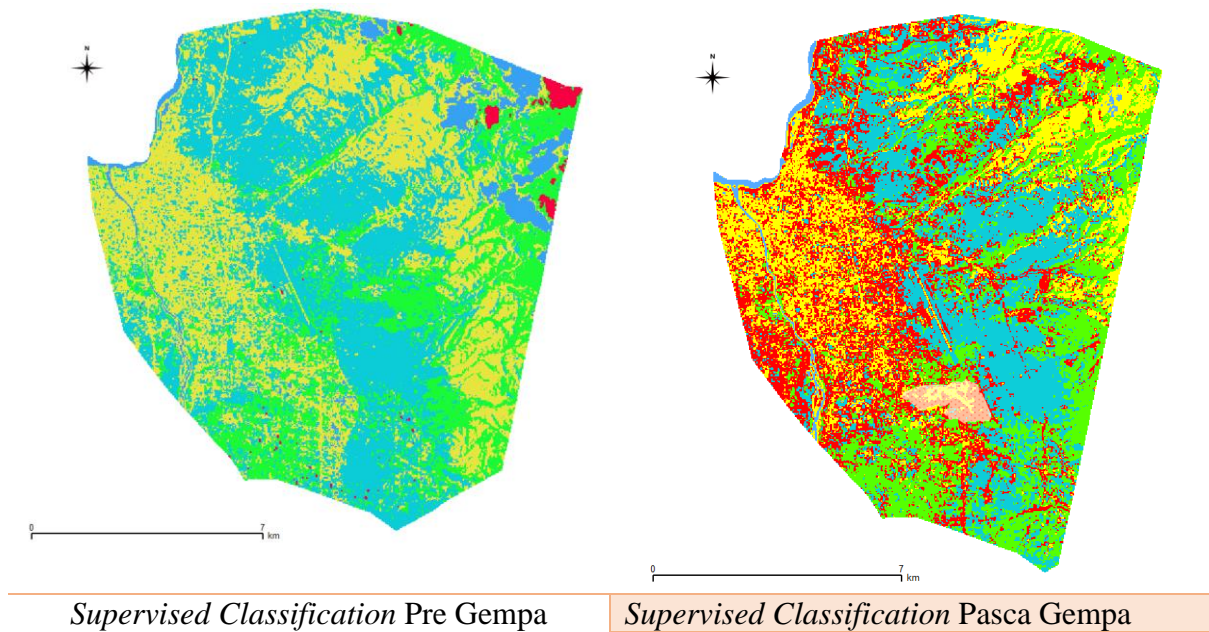 N
N
0
7
km
0
7
km
Supervised Classification Pre Gempa
Supervised Classification Pasca Gempa